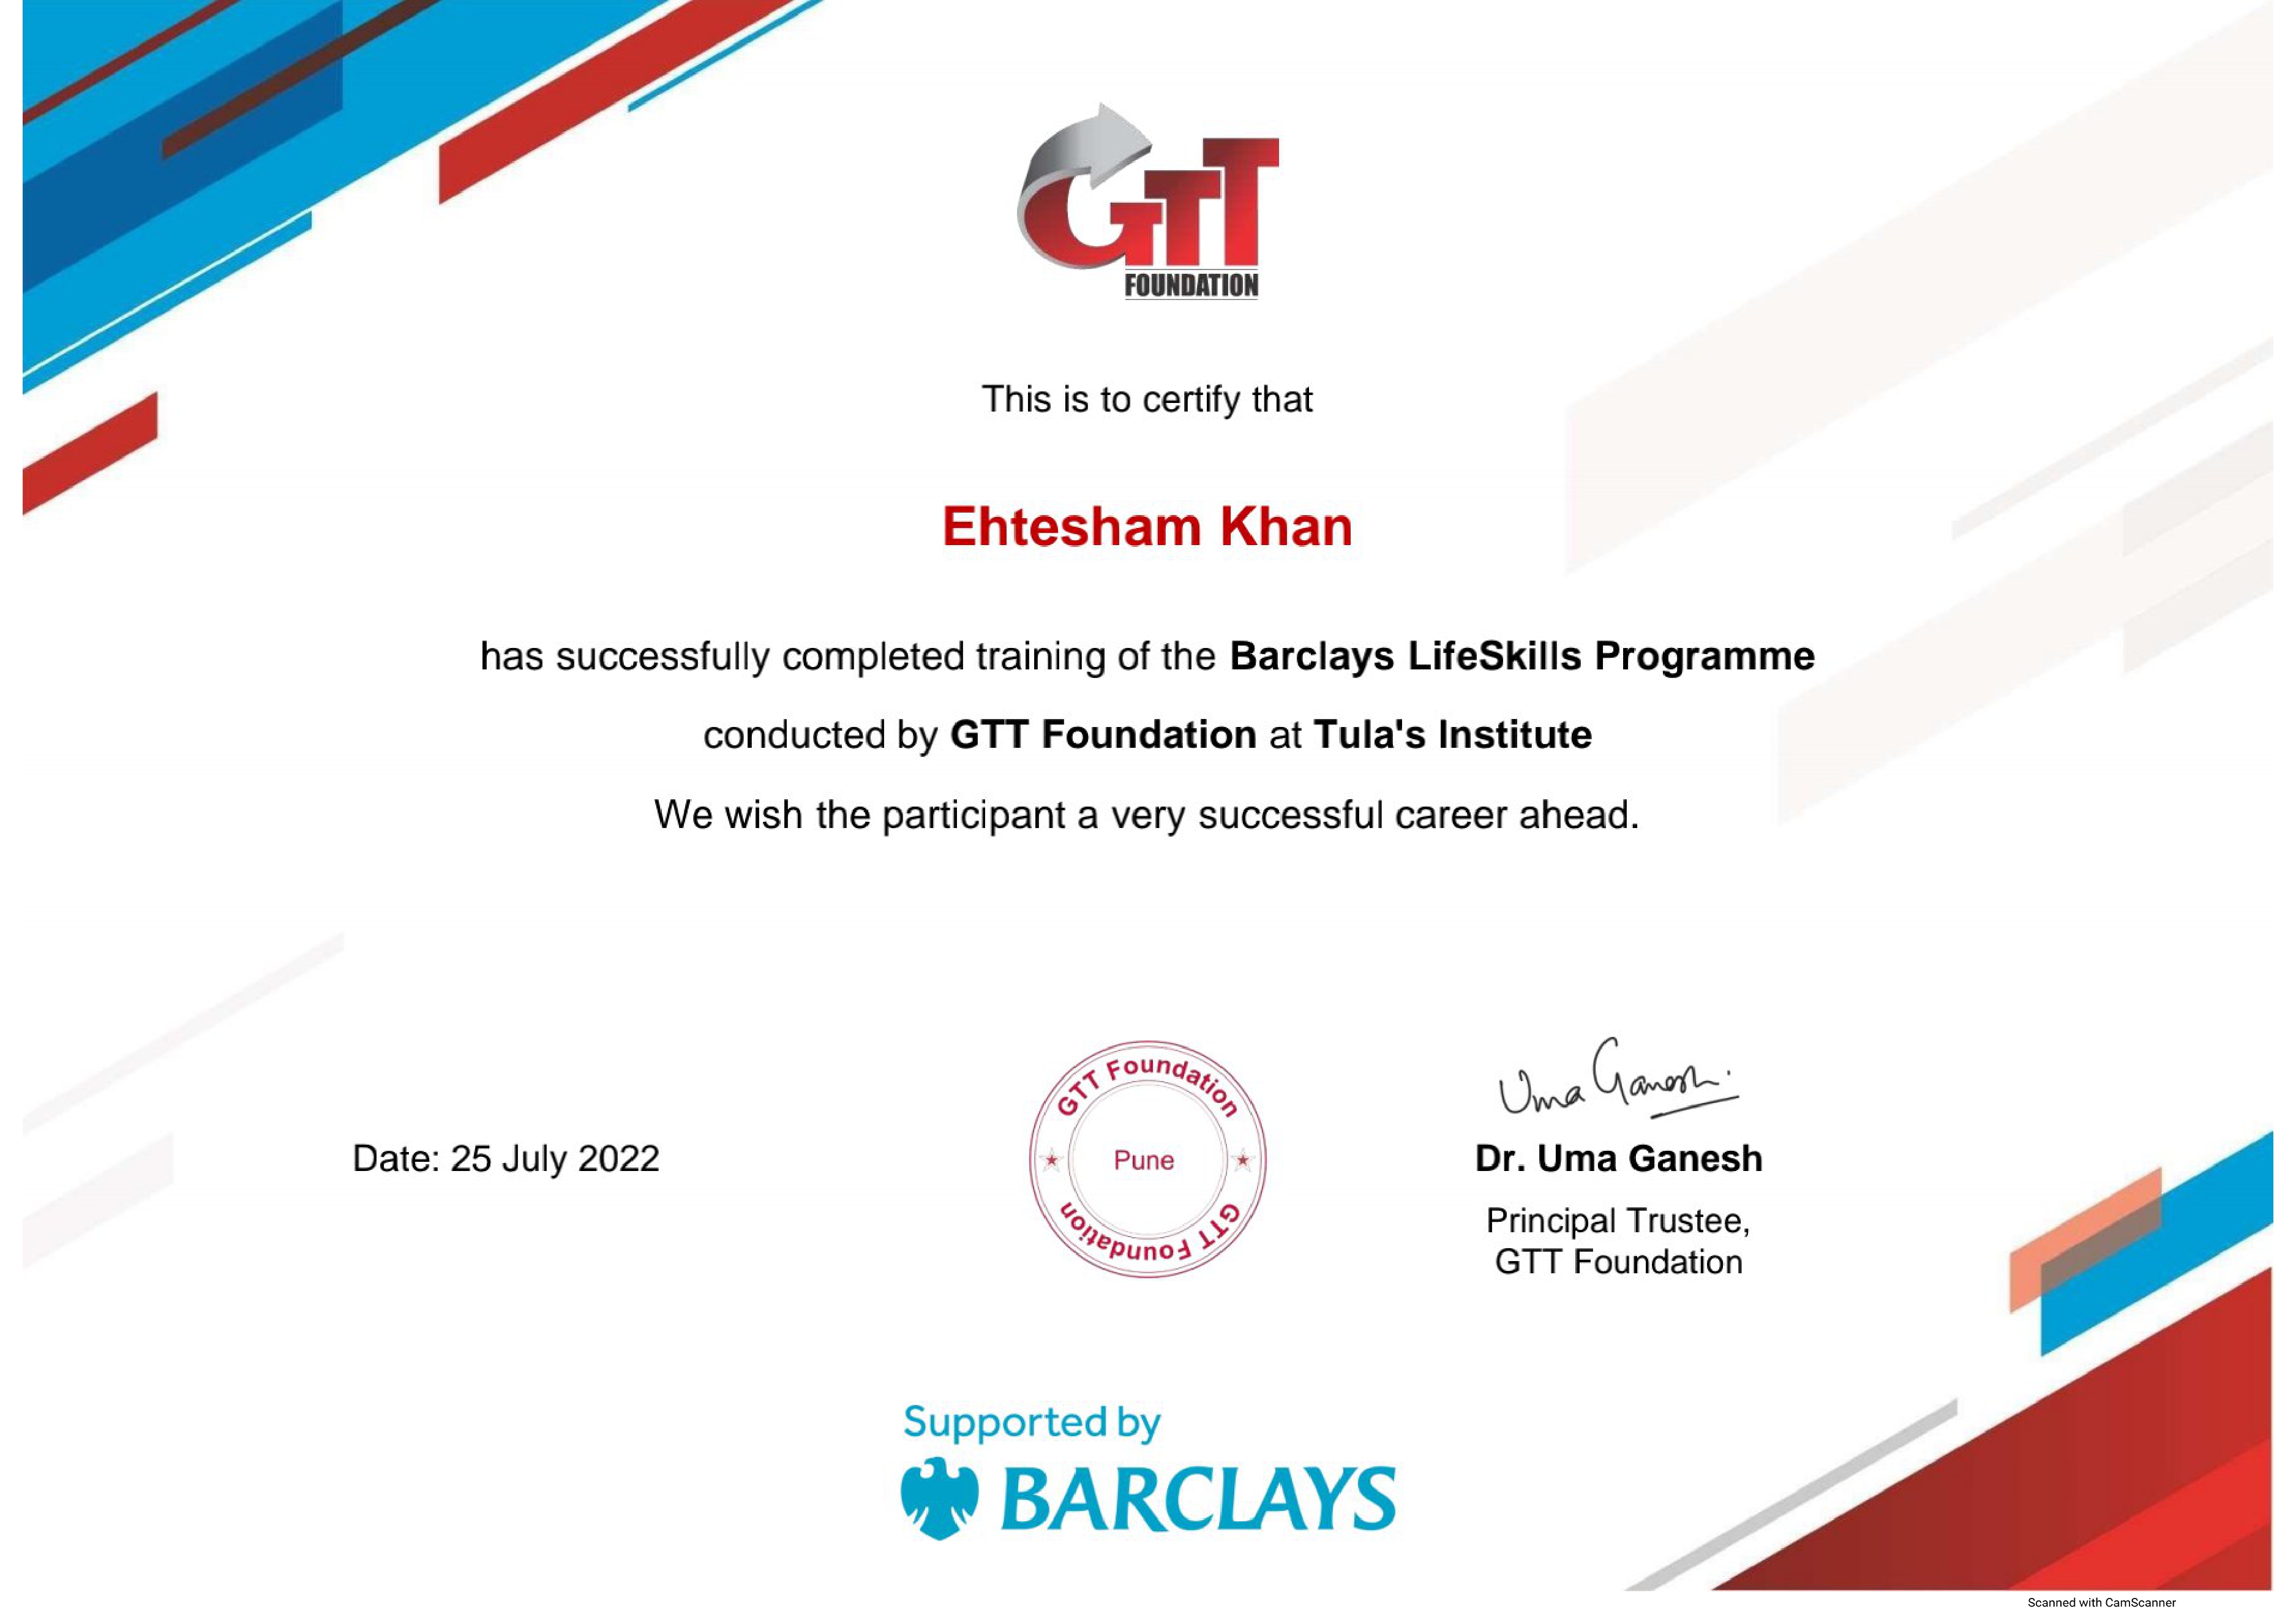 GTT
FOUNDATION
This is to certify that
Ehtesham Khan
has successfully completed training of the Barclays LifeSkills Programme
conducted by GTT Foundation at Tula's Institute
We wish the participant a very successful career ahead.
Date: 25 July 2022
GTT Foundation
Pune
GTT Foundation
Uma Ganesh.
Dr. Uma Ganesh
Principal Trustee,
GTT Foundation
Supported by
BARCLAYS
Scanned with CamScanner